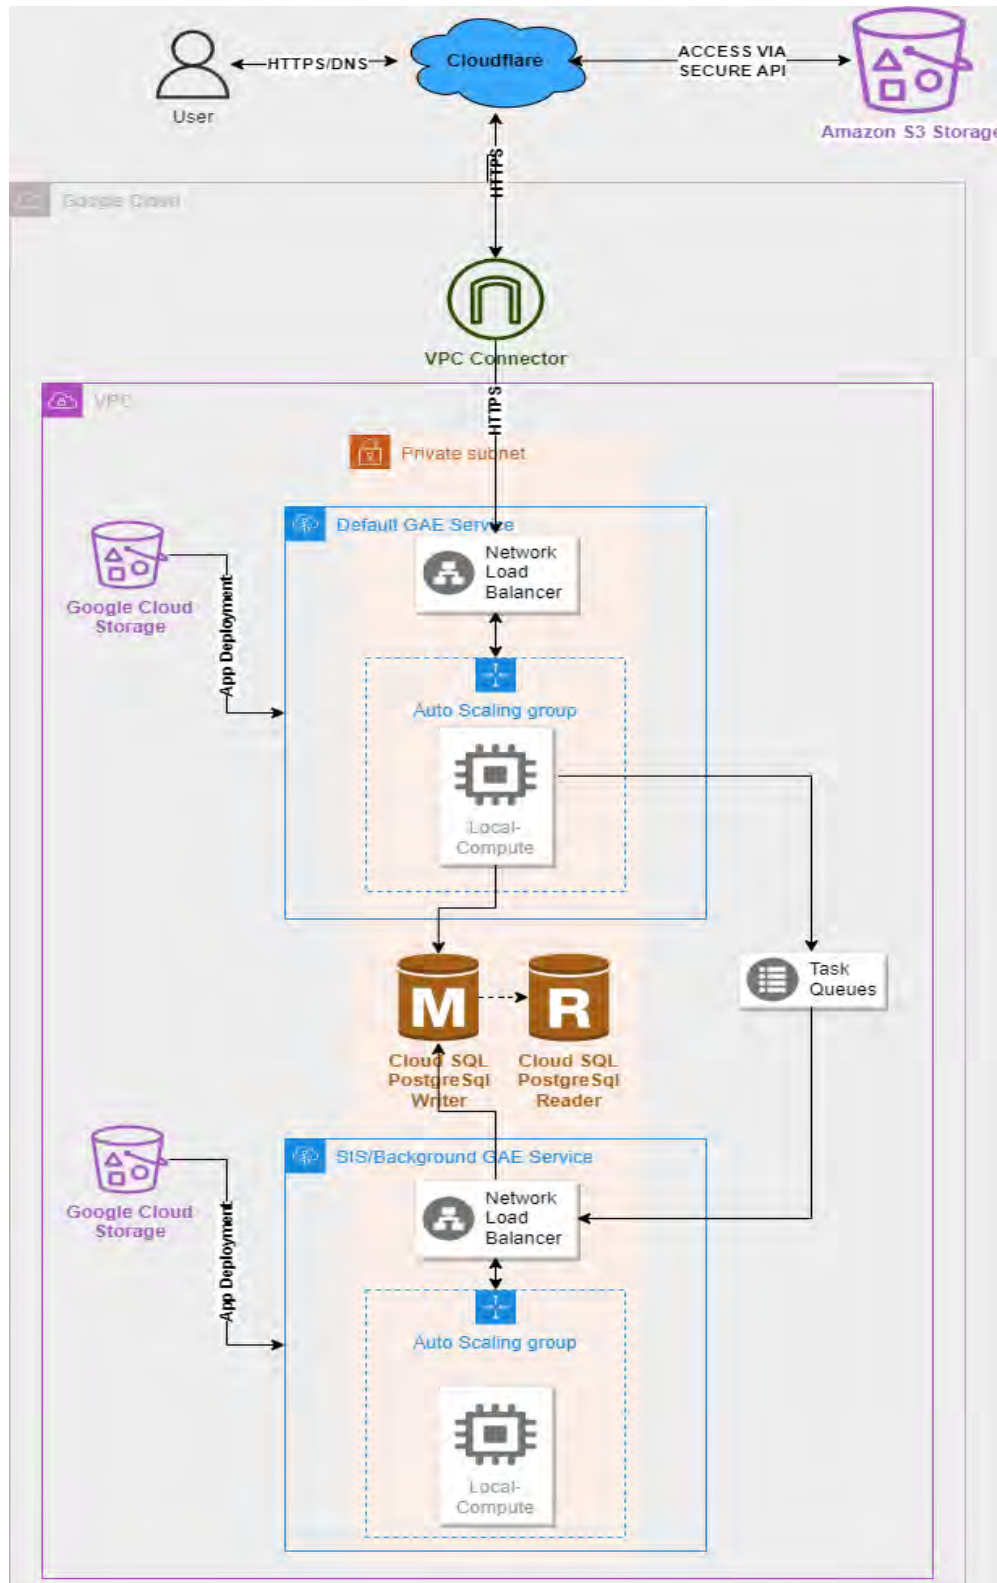 HTTPS/DNS
Cloudflare
ACCESS VIA
SECURE API
User
Amazon S3 Storage
HTTPS
Google Cloud
VPC Connector
VPC
HTTPS
Private subnet
Default GAE Service
Network
Load
Balancer
Google Cloud
Storage
App Deployment
Auto Scaling group
Local-
Compute
M
R
Task
Queues
Cloud SQL
PostgreSql
Writer
Cloud SQL
PostgreSql
Reader
SIS/Background GAE Service
Network
Load
Balancer
Google Cloud
Storage
App Deployment
Auto Scaling group
Local-
Compute